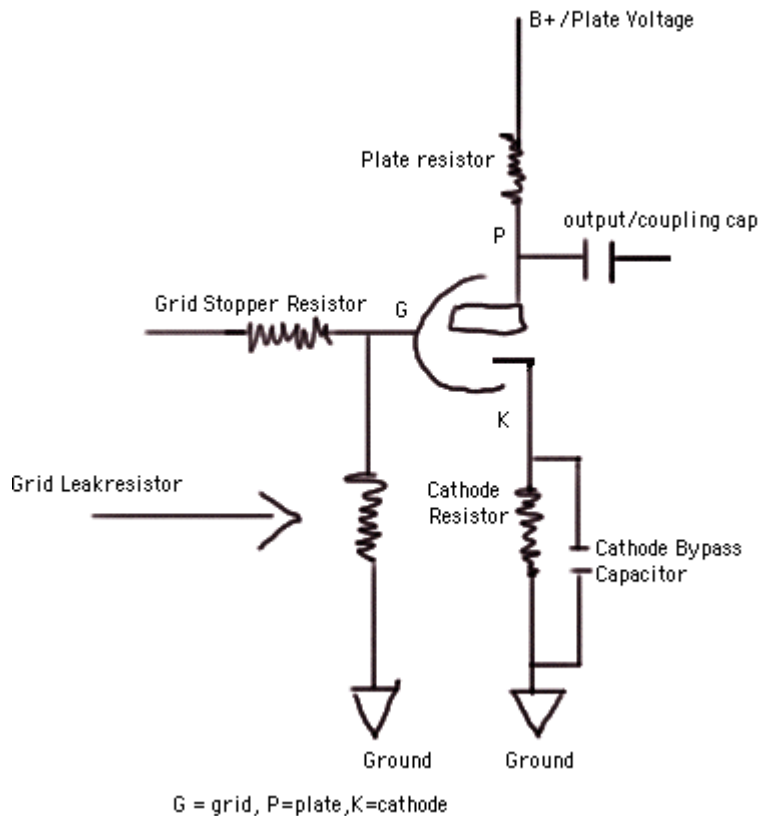 B+/Plate Voltage
Plate resistor
P
output/coupling cap
Grid Stopper Resistor
G
K
Grid Leakresistor
Cathode
Resistor
Cathode Bypass
Capacitor
Ground
Ground
G = grid, P=plate,K=cathode